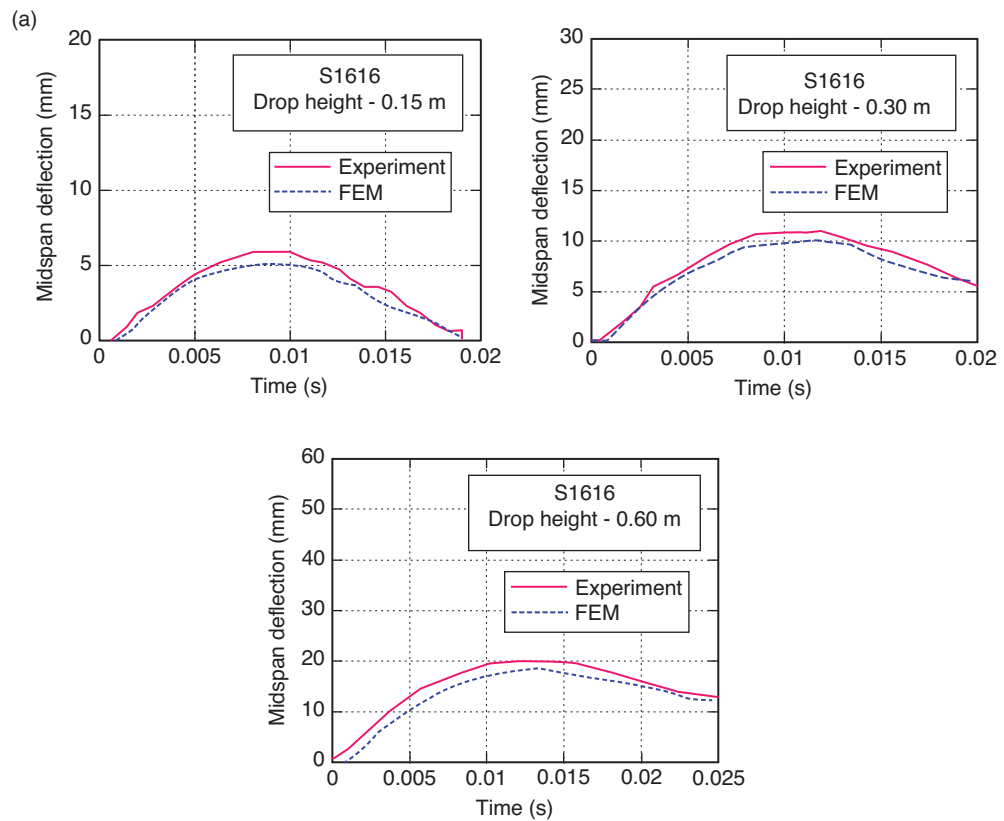 (a)
20
15
10
5
0
Midspan deflection (mm)
S1616
Drop height - 0.15 m
Experiment
FEM
0
0.005
0.01
0.015
0.02
Time (s)
30
25
20
15
10
5
0
Midspan deflection (mm)
S1616
Drop height - 0.30 m
Experiment
FEM
0
0.005
0.01
0.015
0.02
Time (s)
60
50
40
30
20
10
0
Midspan deflection (mm)
S1616
Drop height - 0.60 m
Experiment
FEM
0
0.005
0.01
0.015
0.02
0.025
Time (s)